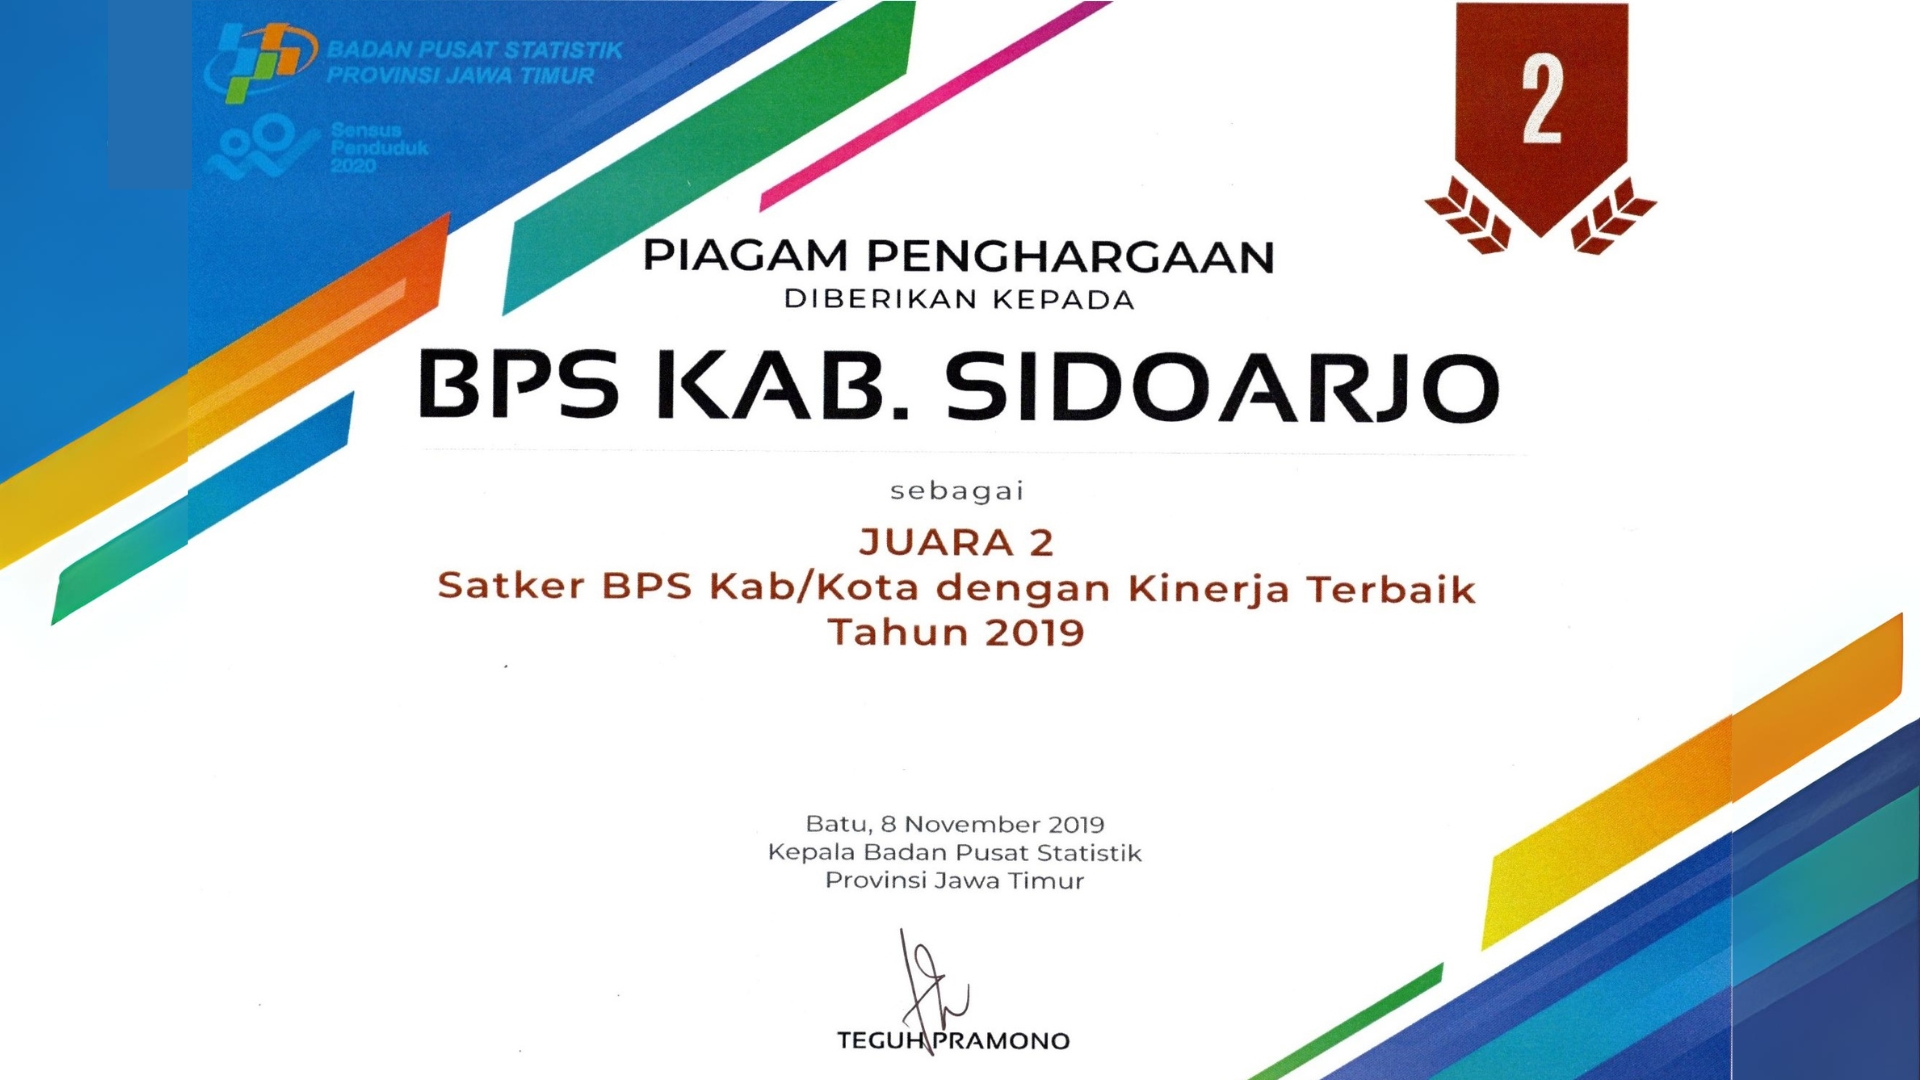 BADAN PUSAT STATISTIK
PROVINSI JAWA TIMUR
Sensus
Penduduk
2020
2
PIAGAM PENGHARGAAN
DIBERIKAN KEPADA
BPS KAB. SIDOARJO
sebagai
JUARA 2
Satker BPS Kab/Kota dengan Kinerja Terbaik
Tahun 2019
Batu, 8 November 2019
Kepala Badan Pusat Statistik
Provinsi Jawa Timur
TEGUH PRAMONO